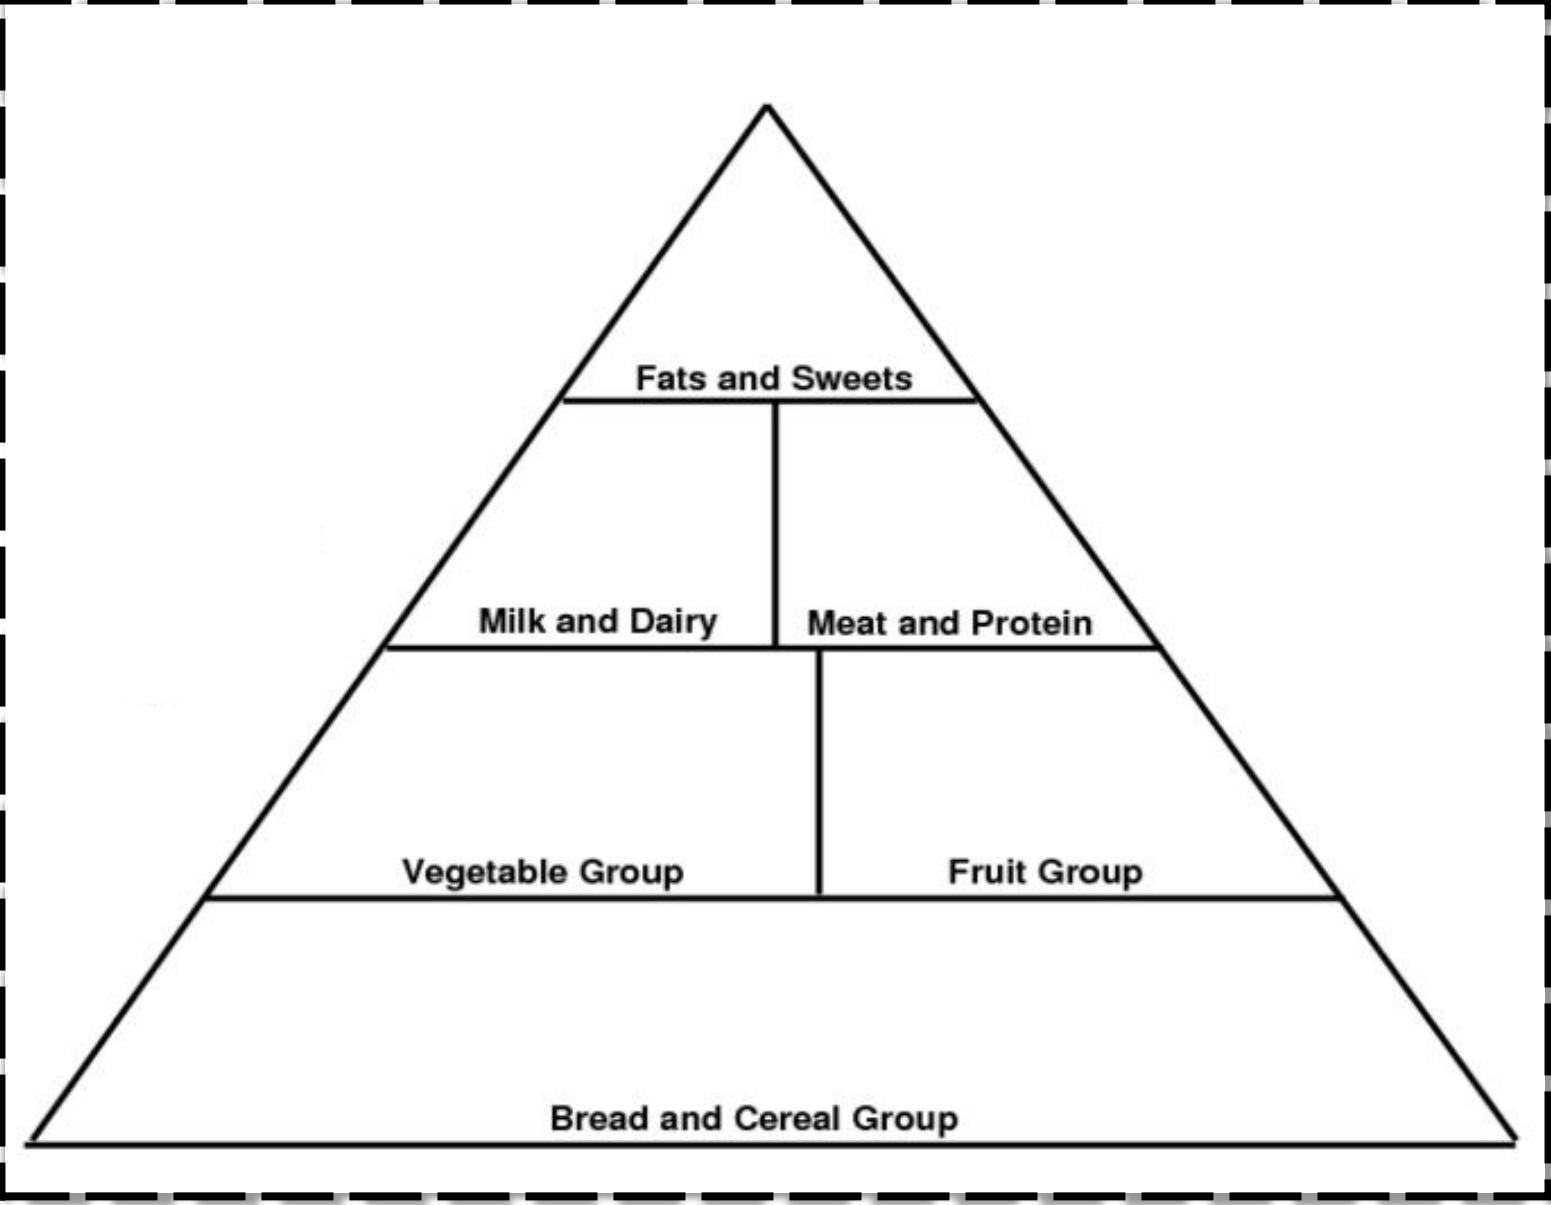 Fats and Sweets
Milk and Dairy
Meat and Protein
Vegetable Group
Fruit Group
Bread and Cereal Group